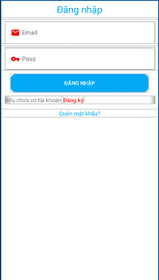 Đăng nhập
Email
Pass
ĐĂNG NHẬP
Nếu chưa có tài khoản Đăng ký
Quên mật khẩu?